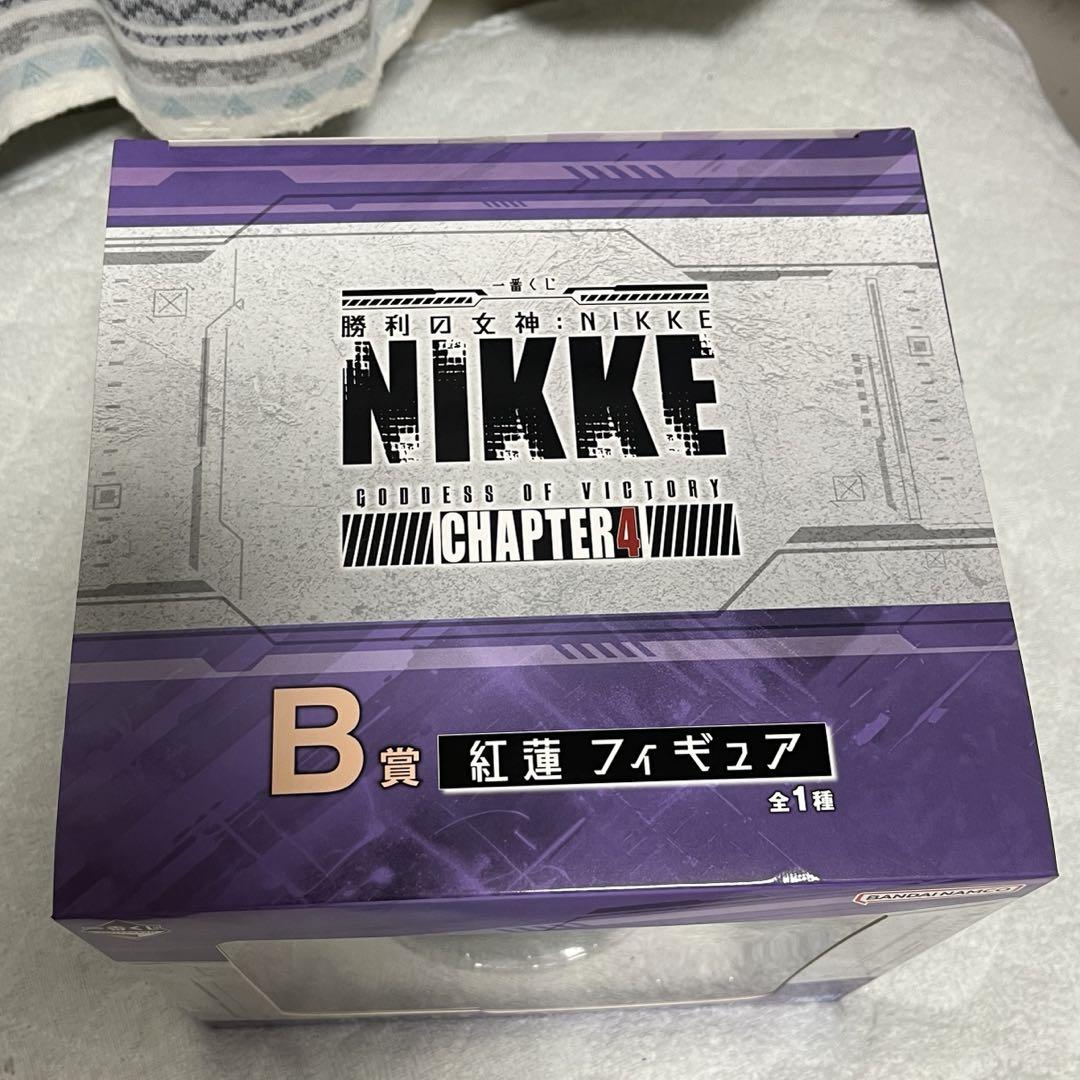 一番くじ
勝利の女神:NIKKE
NIKKE
GODDESS OF VICTORY
CHAPTER4
B賞 紅蓮 フィギュア
全1種
BANDAI NAMCO